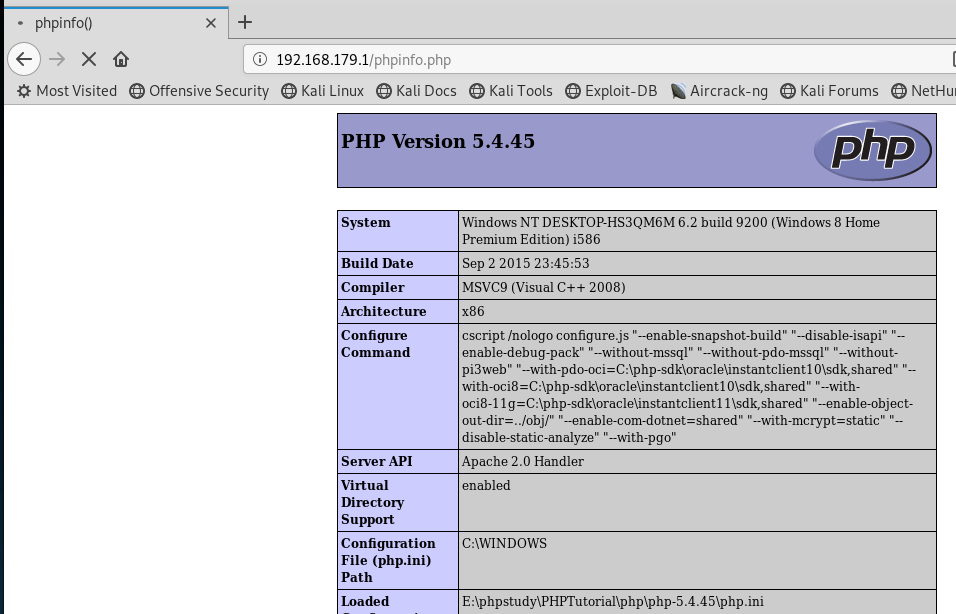 phpinfo()
192.168.179.1/phpinfo.php
Most Visited Offensive Security Kali Linux Kali Docs Kali Tools Exploit-DB Aircrack-ng Kali Forums NetHun
PHP Version 5.4.45
php
System
Windows NT DESKTOP-HS3QM6M 6.2 build 9200 (Windows 8 Home
Premium Edition) i586
Build Date
Sep 2 2015 23:45:53
Compiler
MSVC9 (Visual C++ 2008)
Architecture
x86
Configure
Command
cscript /nologo configure.js "--enable-snapshot-build" "--disable-isapi" "--
enable-debug-pack" "--without-mssql" "--without-pdo-mssql" "--without-
pi3web" "--with-pdo-oci=C:\php-sdk\oracle\instantclient10\sdk,shared" "--
with-oci8=C:\php-sdk\oracle\instantclient10\sdk,shared" "--with-
oci8-11g=C:\php-sdk\oracle\instantclient11\sdk,shared" "--enable-object-
out-dir=../obj/" "--enable-com-dotnet=shared" "--with-mcrypt=static" "--
disable-static-analyze" "--with-pgo"
Server API
Apache 2.0 Handler
Virtual
Directory
Support
enabled
Configuration
File (php.ini)
Path
C:\WINDOWS
Loaded
E:\phpstudy\PHPTutorial\php\php-5.4.45\php.ini